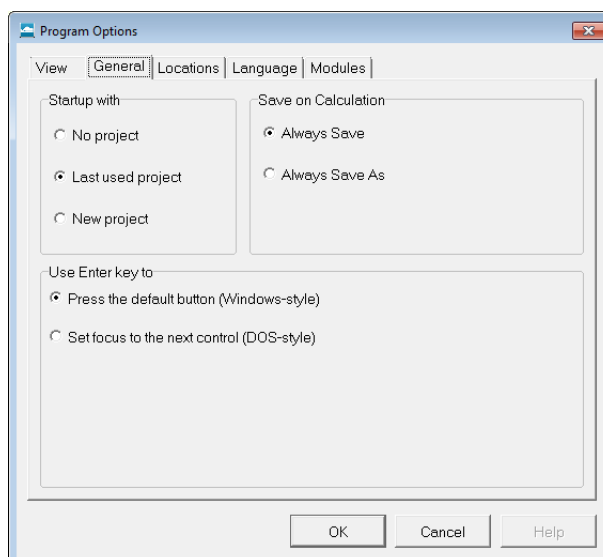 Program Options
View General Locations Language Modules
Startup with
No project
Last used project
New project
Save on Calculation
Always Save
Always Save As
Use Enter key to
Press the default button (Windows-style)
Set focus to the next control (DOS-style)
OK Cancel Help